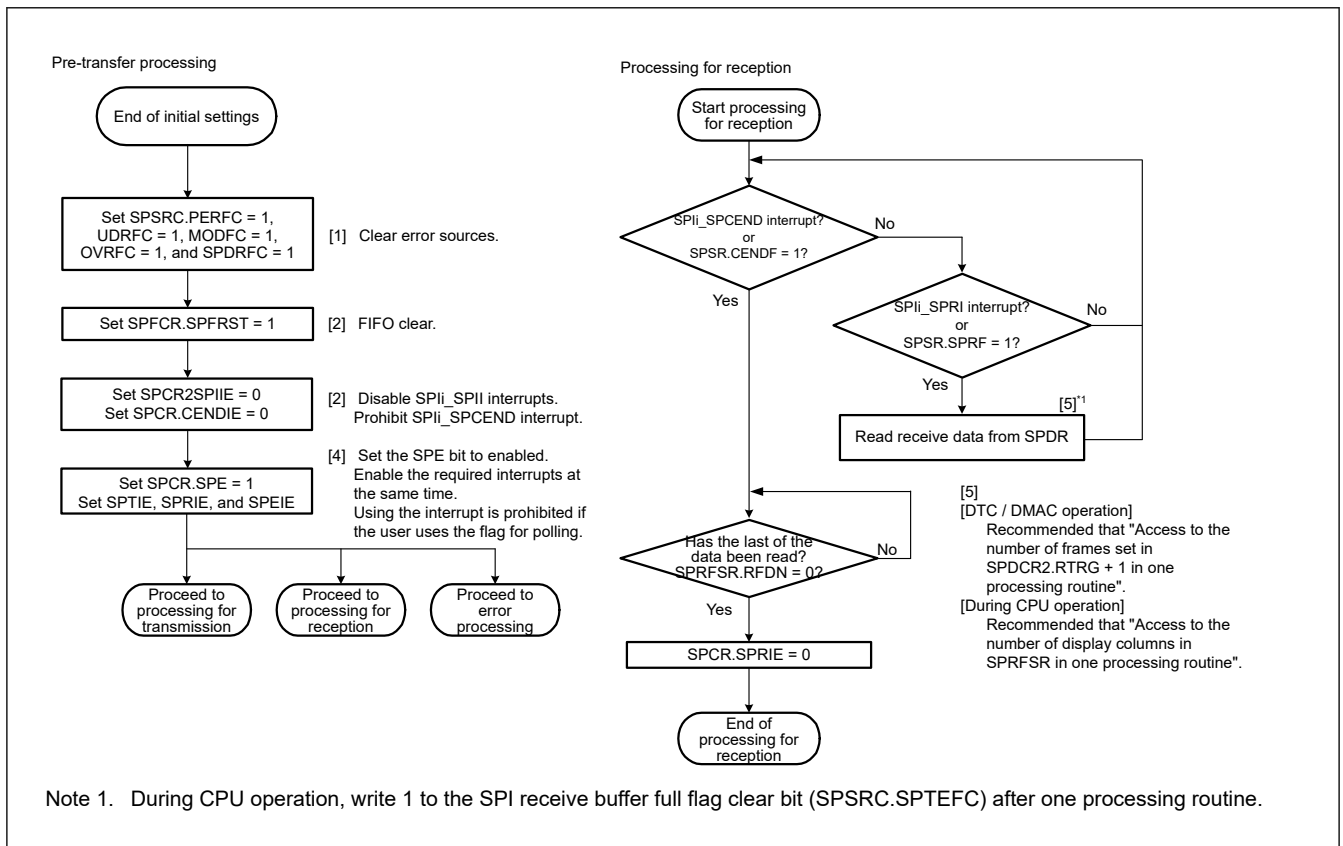 Pre-transfer processing
End of initial settings
Set SPSRC.PERFC = 1,
UDRFC = 1, MODFC = 1,
OVRFC = 1, and SPDRFC = 1
[1] Clear error sources.
Set SPFCR.SPFRST = 1
[2] FIFO clear.
Set SPCR2SPIIE = 0
Set SPCR.CENDIE = 0
[2] Disable SPIi_SPII interrupts.
Prohibit SPIi_SPCEND interrupt.
Set SPCR.SPE = 1
Set SPTIE, SPRIE, and SPEIE
[4] Set the SPE bit to enabled.
Enable the required interrupts at
the same time.
Using the interrupt is prohibited if
the user uses the flag for polling.
Proceed to
processing for
transmission
Proceed to
processing for
reception
Proceed to
error
processing
Processing for reception
Start processing
for reception
SPIi_SPCEND interrupt?
or
SPSR.CENDF = 1?
No
Yes
SPIi_SPRI interrupt?
or
SPSR.SPRF = 1?
No
Yes
[5]*1
Read receive data from SPDR
Has the last of the
data been read?
SPRFSR.RFDN = 0?
No
Yes
SPCR.SPRIE = 0
End of
processing for
reception
[5]
[DTC / DMAC operation]
Recommended that "Access to the
number of frames set in
SPDCR2.RTRG + 1 in one
processing routine".
[During CPU operation]
Recommended that "Access to the
number of display columns in
SPRFSR in one processing routine".
Note 1. During CPU operation, write 1 to the SPI receive buffer full flag clear bit (SPSRC.SPTEFC) after one processing routine.